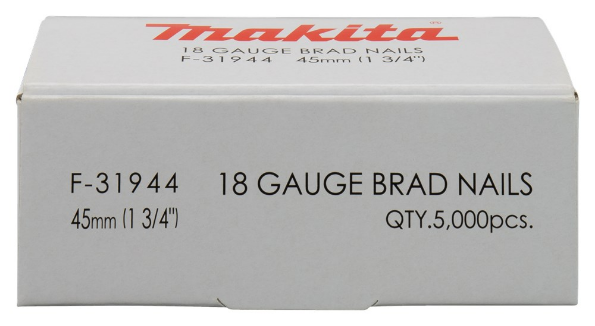 Makita
18 GAUGE BRAD NAILS
F-31944 45mm (1 3/4")
F-31944 18 GAUGE BRAD NAILS
45mm (1 3/4") QTY.5,000pcs.